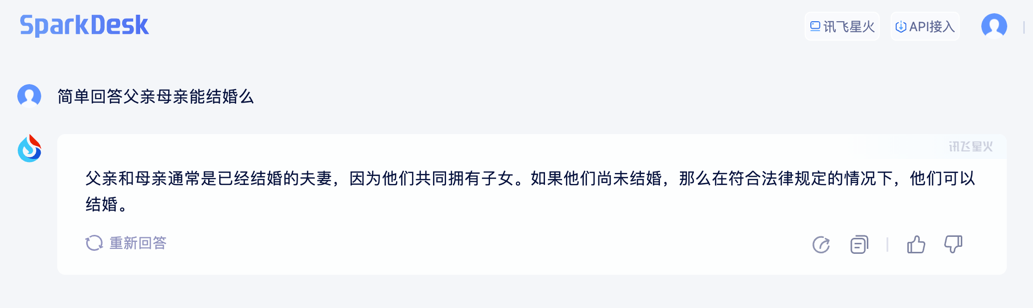 SparkDesk
讯飞星火
API接入
简单回答父亲母亲能结婚么
讯飞星火
父亲和母亲通常是已经结婚的夫妻，因为他们共同拥有子女。如果他们尚未结婚，那么在符合法律规定的情况下，他们可以
结婚。
重新回答